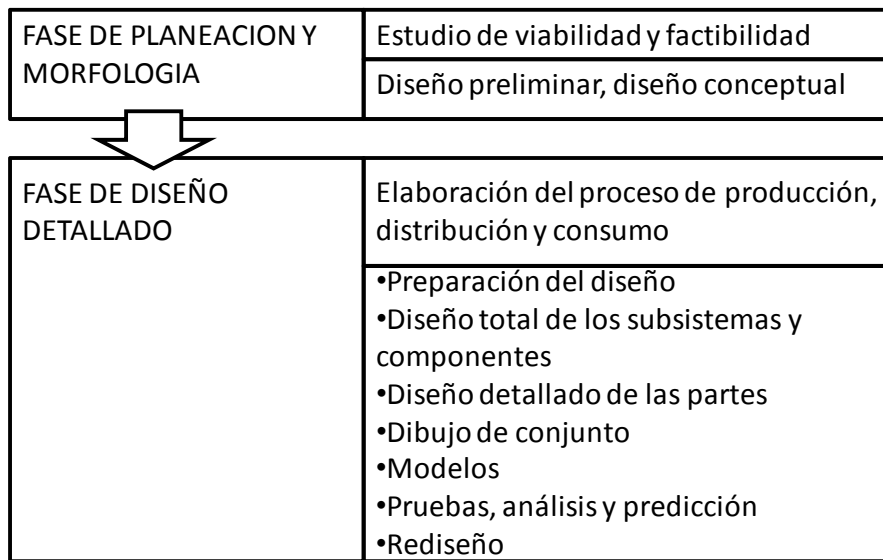 FASE DE PLANEACION Y
MORFOLOGIA
Estudio de viabilidad y factibilidad
Diseño preliminar, diseño conceptual
FASE DE DISEÑO
DETALLADO
Elaboración del proceso de producción,
distribución y consumo
•Preparación del diseño
•Diseño total de los subsistemas y
componentes
•Diseño detallado de las partes
•Dibujo de conjunto
•Modelos
•Pruebas, análisis y predicción
•Rediseño